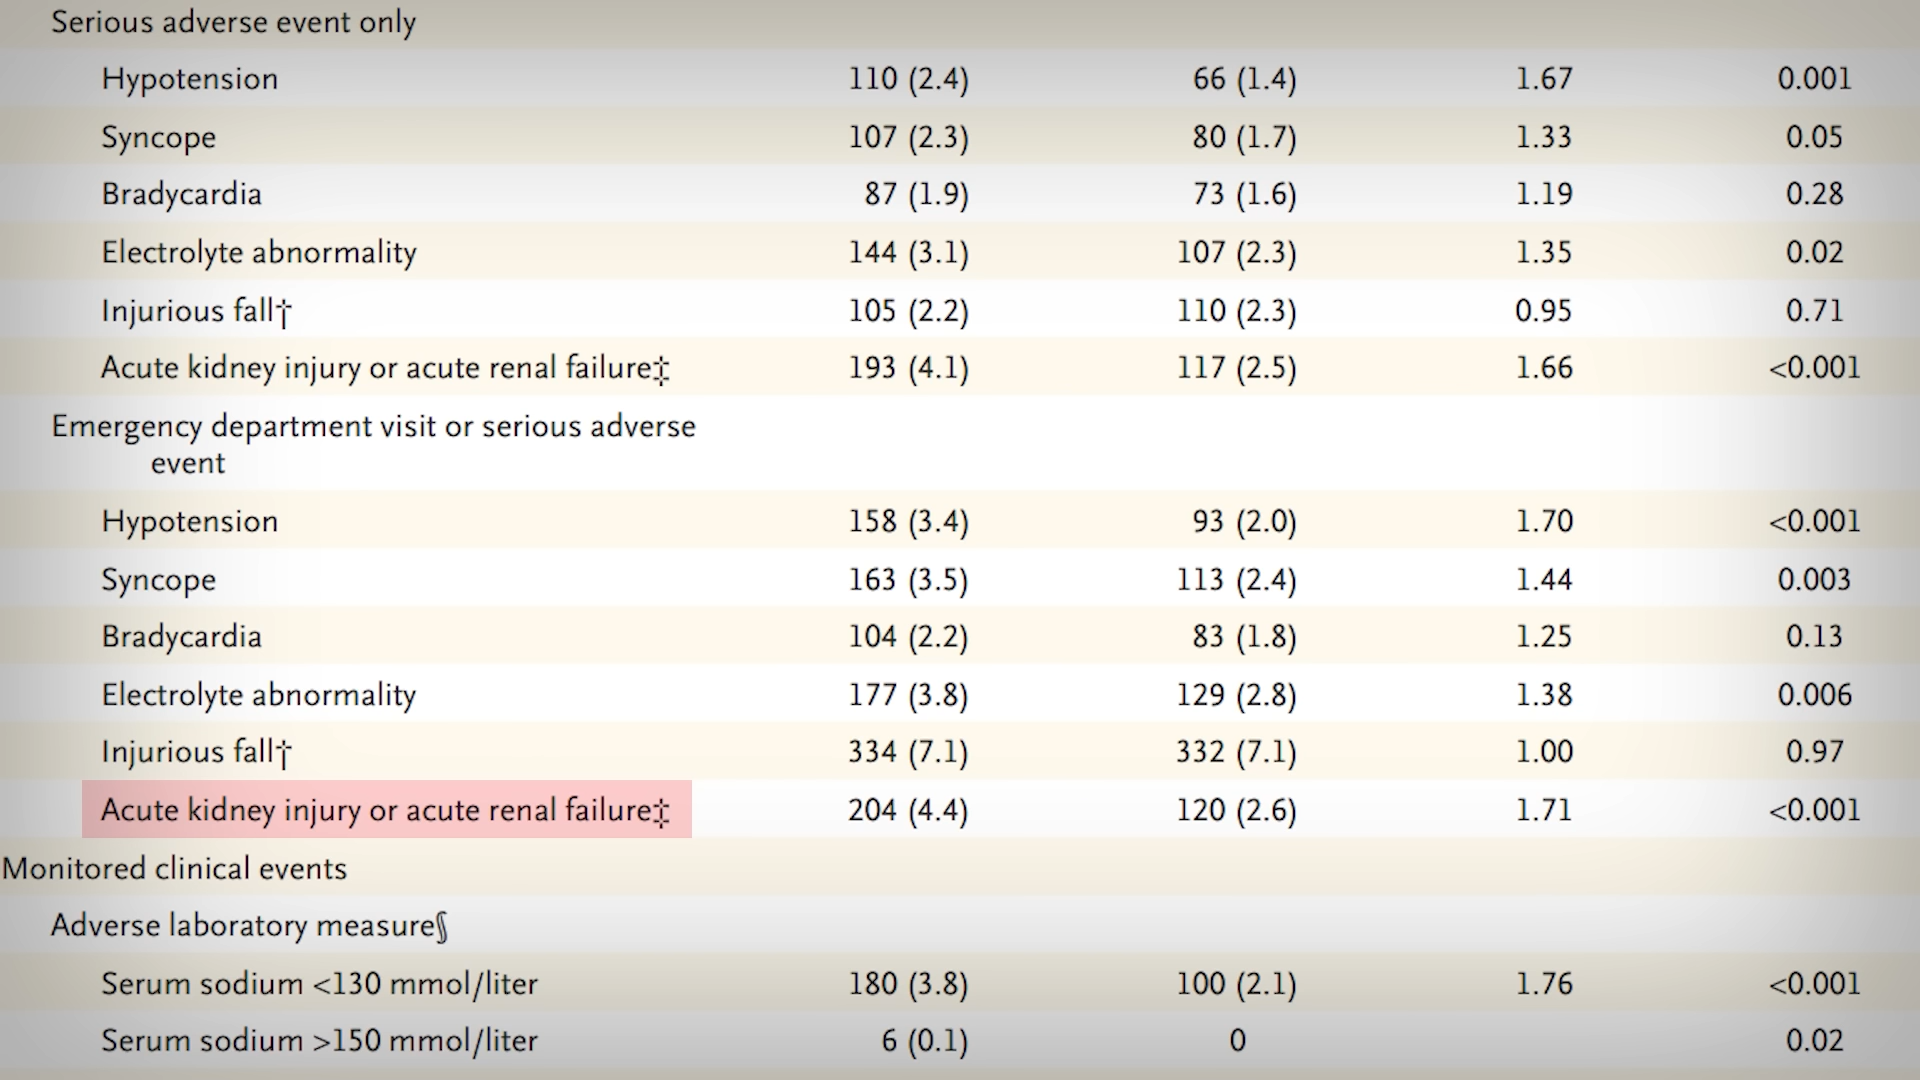 Serious adverse event only
Hypotension 110 (2.4) 66 (1.4) 1.67 0.001
Syncope 107 (2.3) 80 (1.7) 1.33 0.05
Bradycardia 87 (1.9) 73 (1.6) 1.19 0.28
Electrolyte abnormality 144 (3.1) 107 (2.3) 1.35 0.02
Injurious fall† 105 (2.2) 110 (2.3) 0.95 0.71
Acute kidney injury or acute renal failure‡ 193 (4.1) 117 (2.5) 1.66 <0.001
Emergency department visit or serious adverse
event
Hypotension 158 (3.4) 93 (2.0) 1.70 <0.001
Syncope 163 (3.5) 113 (2.4) 1.44 0.003
Bradycardia 104 (2.2) 83 (1.8) 1.25 0.13
Electrolyte abnormality 177 (3.8) 129 (2.8) 1.38 0.006
Injurious fall† 334 (7.1) 332 (7.1) 1.00 0.97
Acute kidney injury or acute renal failure‡ 204 (4.4) 120 (2.6) 1.71 <0.001
Monitored clinical events
Adverse laboratory measure§
Serum sodium <130 mmol/liter 180 (3.8) 100 (2.1) 1.76 <0.001
Serum sodium >150 mmol/liter 6 (0.1) 0 0.02